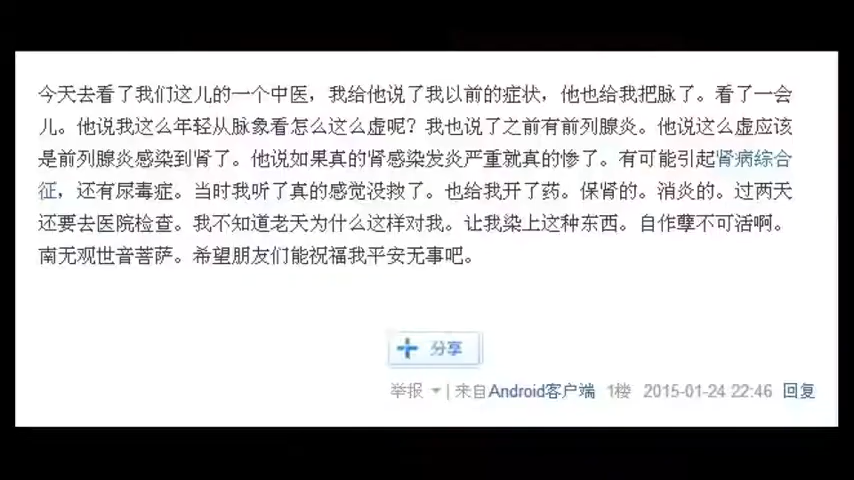 今天去看了我们这儿的一个中医，我给他说了我以前的症状，他也给我把脉了。看了一会
儿。他说我这么年轻从脉象看怎么这么虚呢？我也说了之前有前列腺炎。他说这么虚应该
是前列腺炎感染到肾了。他说如果真的肾感染发炎严重就真的惨了。有可能引起肾病综合
征，还有尿毒症。当时我听了真的感觉没救了。也给我开了药。保肾的。消炎的。过两天
还要去医院检查。我不知道老天为什么这样对我。让我染上这种东西。自作孽不可活啊。
南无观世音菩萨。希望朋友们能祝福我平安无事吧。
分享
举报 | 来自Android客户端 1楼 2015-01-24 22:46 回复